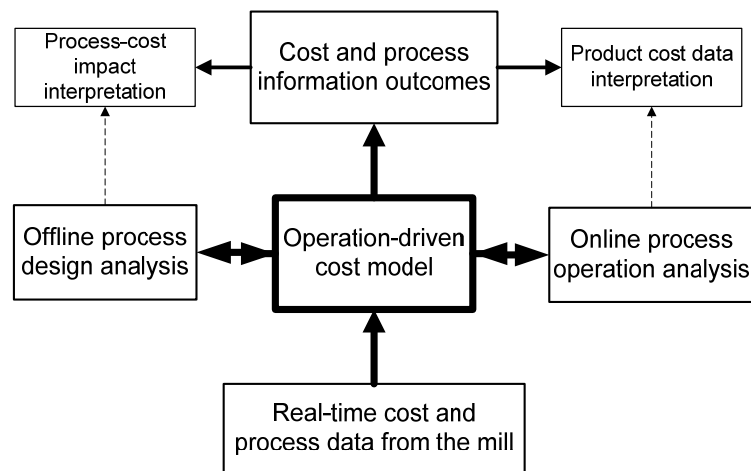 Process-cost
impact
interpretation
Cost and process
information outcomes
Product cost data
interpretation
Offline process
design analysis
Operation-driven
cost model
Online process
operation analysis
Real-time cost and
process data from the mill